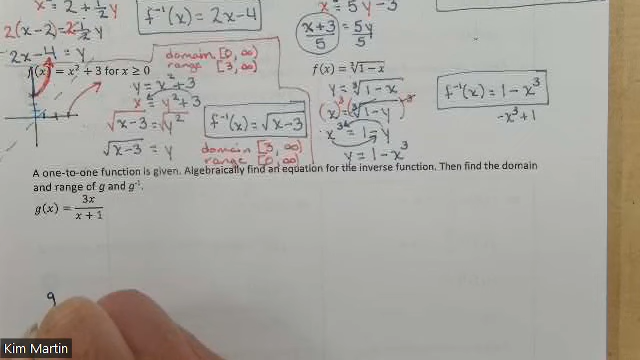 x = 2 + 1/2 y
f⁻¹(x) = 2x-4
x = 5y-3
2(x-2)=2·1/2 y
x+3/5 = 5y/5
2x-4 = y
domain [0, ∞)
range [3, ∞)
f(x) = x² + 3 for x ≥ 0
f(x) = ∛1 − x
y = x² + 3
y = ∛1-x
x = y²+3
(x)³ = (∛1-y)³
f⁻¹(x) = 1-x³
√x-3 = √y²
f⁻¹(x) = √x-3
-x³+1
√x-3 = y
domain [3, ∞)
range [0, ∞)
y = 1-x³
A one-to-one function is given. Algebraically find an equation for the inverse function. Then find the domain
and range of g and g⁻¹.
g(x) = 3x/x + 1
9
Kim Martin